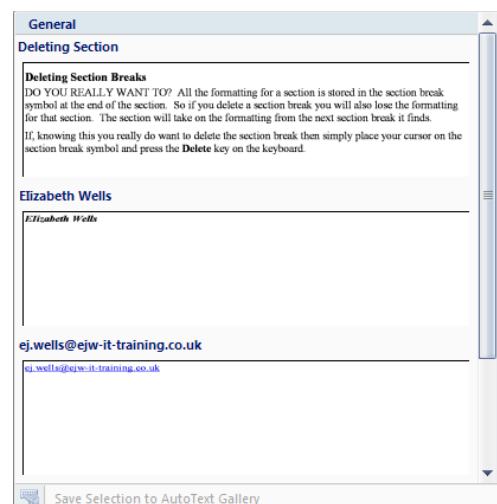 General
Deleting Section
Deleting Section Breaks
DO YOU REALLY WANT TO? All the formatting for a section is stored in the section break
symbol at the end of the section. So if you delete a section break you will also lose the formatting
for that section. The section will take on the formatting from the next section break it finds.
If, knowing this you really do want to delete the section break then simply place your cursor on the
section break symbol and press the Delete key on the keyboard.
Elizabeth Wells
Elizabeth Wells
ej.wells@ejw-it-training.co.uk
ej.wells@ejw-it-training.co.uk
Save Selection to AutoText Gallery